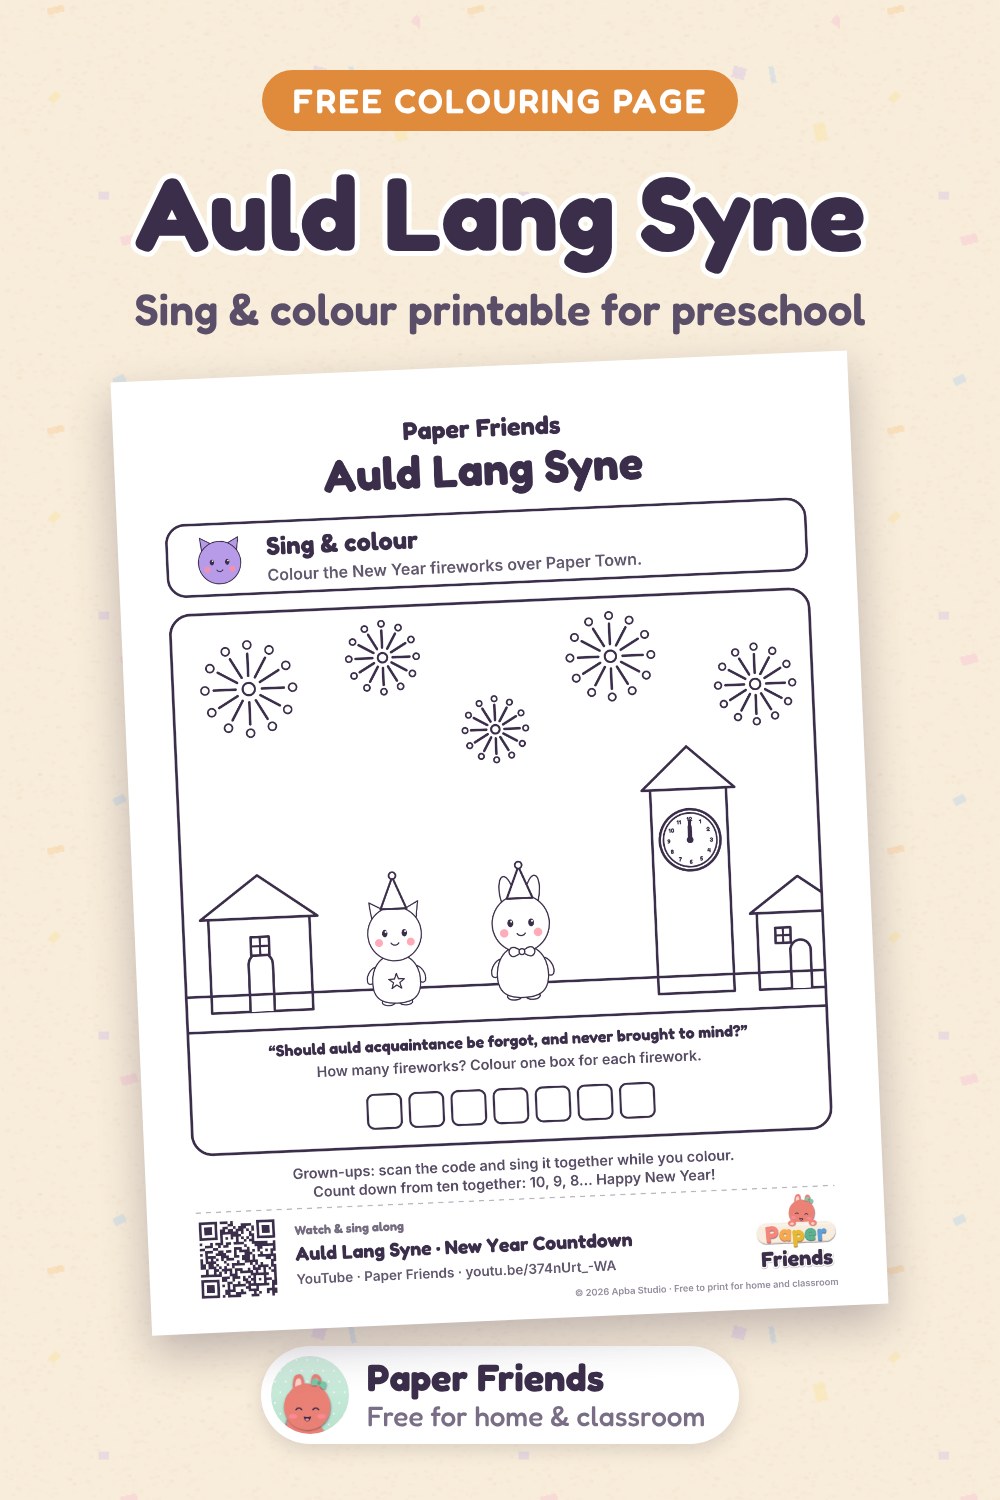 FREE COLOURING PAGE
Auld Lang Syne
Sing & colour printable for preschool
Paper Friends
Auld Lang Syne
Sing & colour
Colour the New Year fireworks over Paper Town.
“Should auld acquaintance be forgot, and never brought to mind?”
How many fireworks? Colour one box for each firework.
Grown-ups: scan the code and sing it together while you colour.
Count down from ten together: 10, 9, 8... Happy New Year!
Watch & sing along
Auld Lang Syne · New Year Countdown
YouTube · Paper Friends · youtu.be/374nUrt_-WA
Paper
Friends
© 2026 Apba Studio · Free to print for home and classroom
Paper Friends
Free for home & classroom